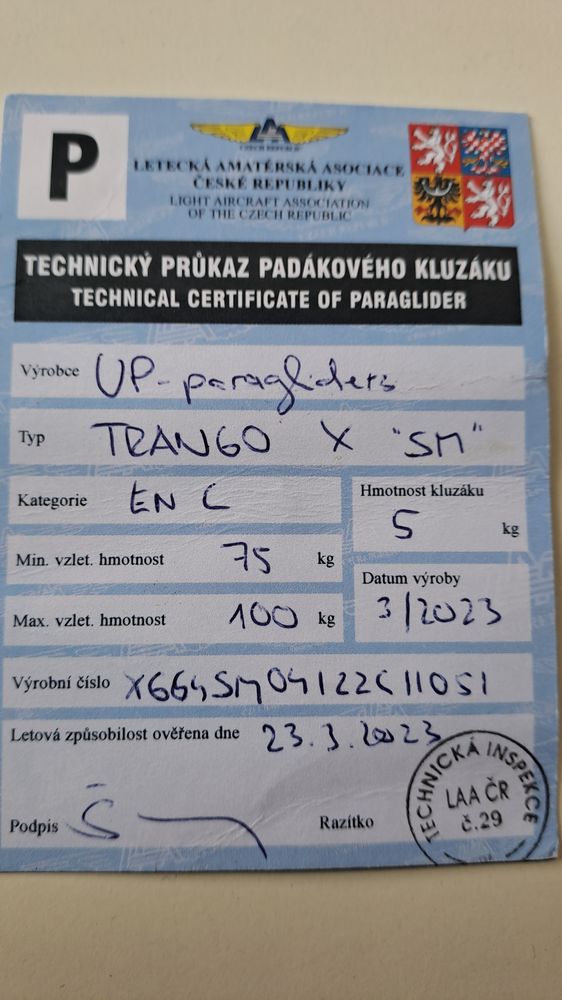 P
CZECH REPUBLIC
LETECKÁ AMATÉRSKÁ ASOCIACE
ČESKÉ REPUBLIKY
LIGHT AIRCRAFT ASSOCIATION
OF THE CZECH REPUBLIC
TECHNICKÝ PRŮKAZ PADÁKOVÉHO KLUZÁKU
TECHNICAL CERTIFICATE OF PARAGLIDER
Výrobce UP-paragliders
Typ TRANGO X "SM"
Kategorie EN C
Hmotnost kluzáku 5 kg
Min. vzlet. hmotnost 75 kg
Datum výroby 3/2023
Max. vzlet. hmotnost 100 kg
Výrobní číslo X664SM04122C11051
Letová způsobilost ověřena dne 23.3.2023
Podpis
Razítko
TECHNICKÁ INSPEKCE
LAA ČR
č.29